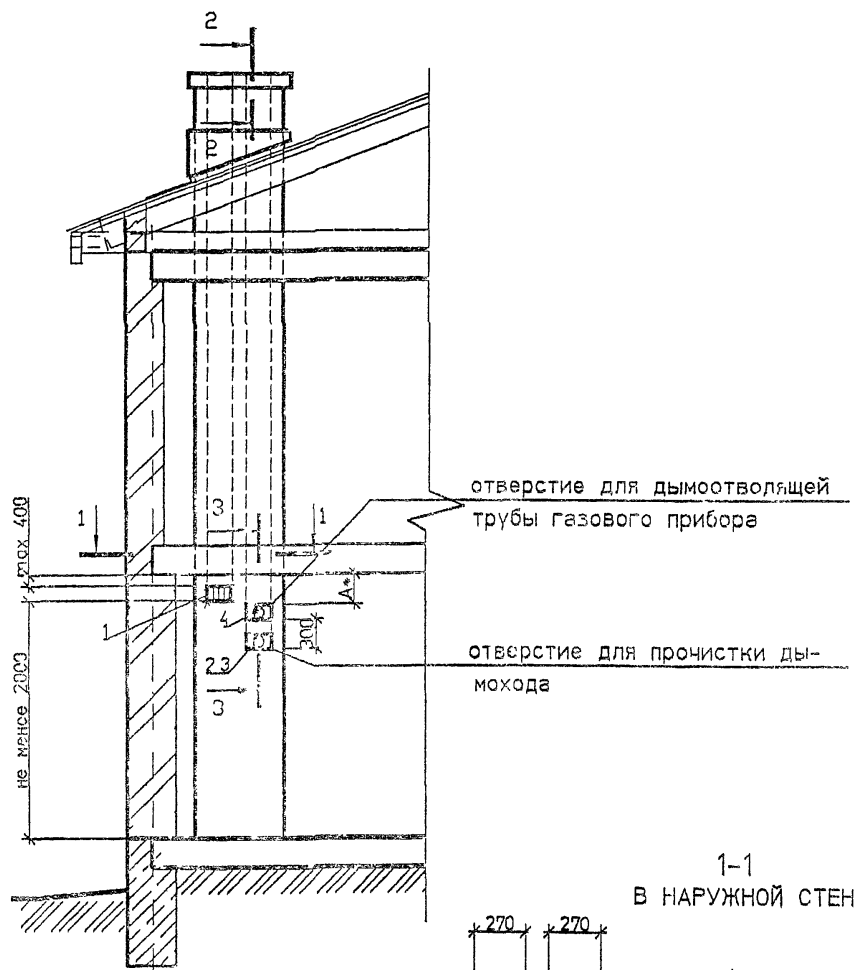 2
2
отверстие для дымоотводящей
трубы газового прибора
1
3
1
max 400
А*
1
4
300
2,3
отверстие для прочистки ды-
мохода
3
не менее 2000
1-1
В НАРУЖНОЙ СТЕН
270
270